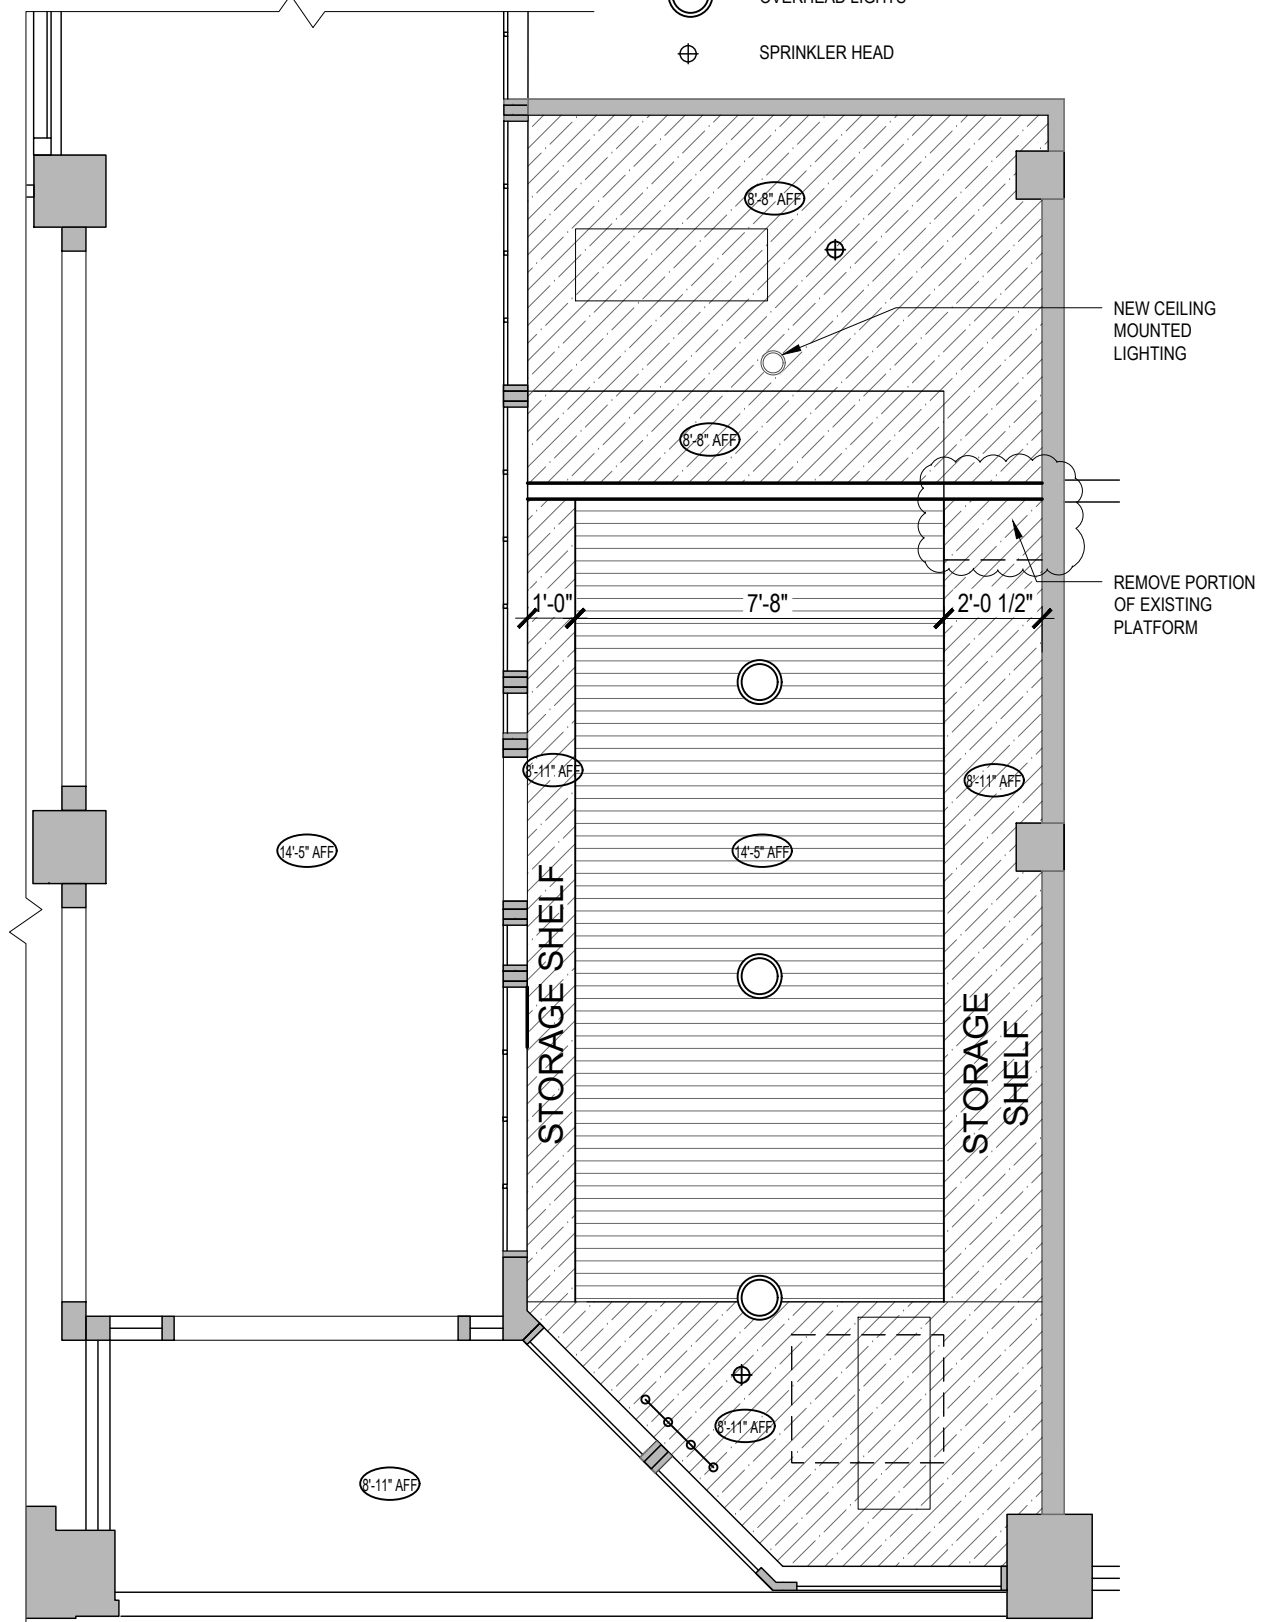 OVERHEAD LIGHTS
SPRINKLER HEAD
8'-8" AFF
NEW CEILING
MOUNTED
LIGHTING
8'-8" AFF
REMOVE PORTION
OF EXISTING
PLATFORM
1'-0"
7'-8"
2'-0 1/2"
8'-11" AFF
8'-11" AFF
14'-5" AFF
14'-5" AFF
STORAGE SHELF
STORAGE
SHELF
8'-11" AFF
8'-11" AFF